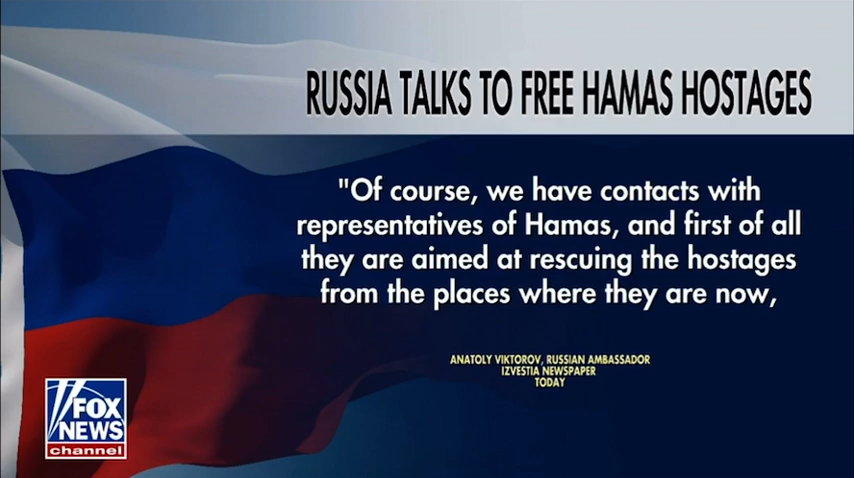 RUSSIA TALKS TO FREE HAMAS HOSTAGES
"Of course, we have contacts with
representatives of Hamas, and first of all
they are aimed at rescuing the hostages
from the places where they are now,
ANATOLY VIKTOROV, RUSSIAN AMBASSADOR
IZVESTIA NEWSPAPER
TODAY
FOX
NEWS
channel